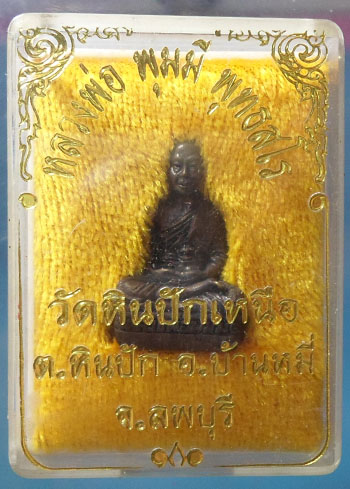 หลวงพ่อ พุมมี พุทธสโร
วัดหินปักเหนือ
ต.หินปัก อ.บ้านหมี่
จ.ลพบุรี